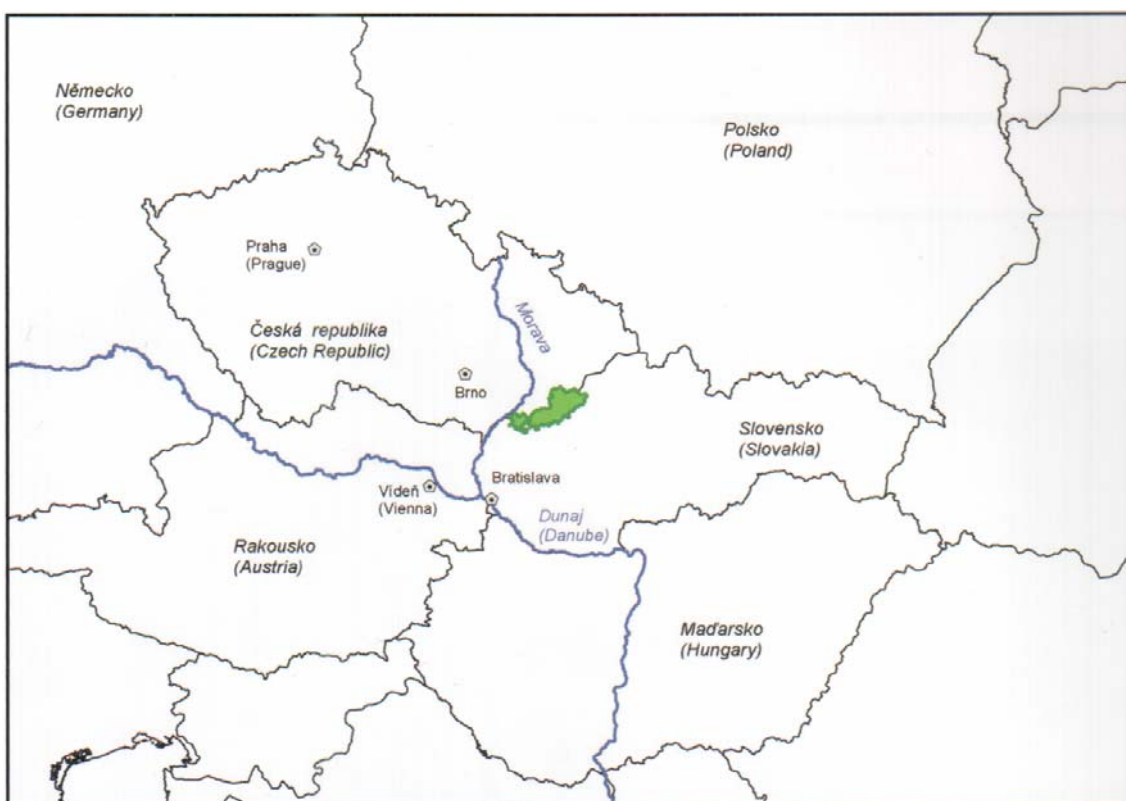 Německo
(Germany)
Polsko
(Poland)
Praha
(Prague)
Morava
Česká republika
(Czech Republic)
Brno
Slovensko
(Slovakia)
Bratislava
Vídeň
(Vienna)
Dunaj
(Danube)
Rakousko
(Austria)
Maďarsko
(Hungary)